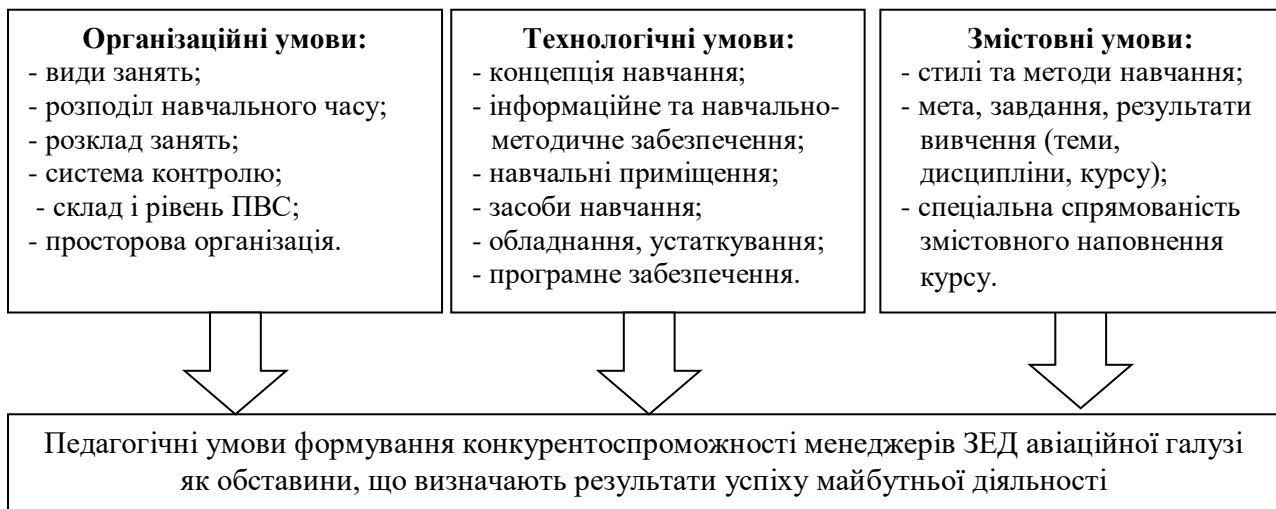 Організаційні умови:
- види занять;
- розподіл навчального часу;
- розклад занять;
- система контролю;
- склад і рівень ПВС;
- просторова організація.
Технологічні умови:
- концепція навчання;
- інформаційне та навчально-
методичне забезпечення;
- навчальні приміщення;
- засоби навчання;
- обладнання, устаткування;
- програмне забезпечення.
Змістовні умови:
- стилі та методи навчання;
- мета, завдання, результати
вивчення (теми,
дисципліни, курсу);
- спеціальна спрямованість
змістовного наповнення
курсу.
Педагогічні умови формування конкурентоспроможності менеджерів ЗЕД авіаційної галузі
як обставини, що визначають результати успіху майбутньої діяльності